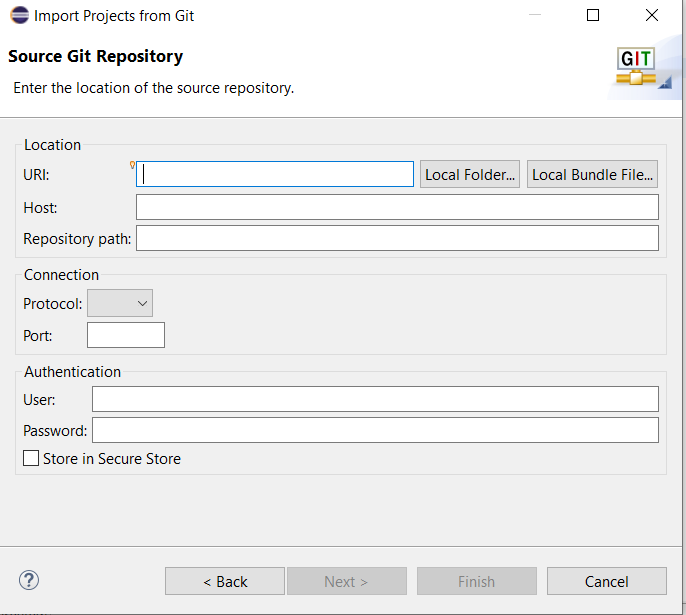 Import Projects from Git
Source Git Repository
Enter the location of the source repository.
GIT
Location
URI:
Local Folder...
Local Bundle File...
Host:
Repository path:
Connection
Protocol:
Port:
Authentication
User:
Password:
Store in Secure Store
?
< Back
Next >
Finish
Cancel